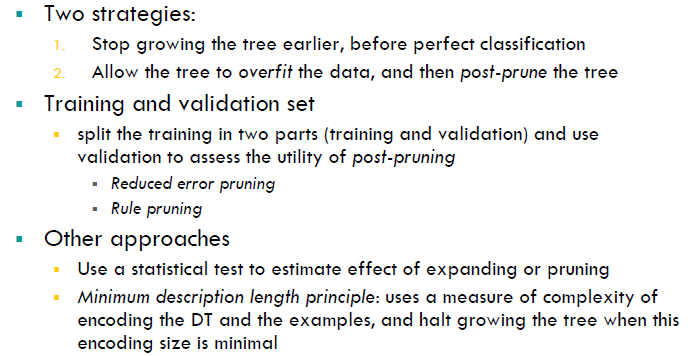 ▪ Two strategies:
1. Stop growing the tree earlier, before perfect classification
2. Allow the tree to overfit the data, and then post-prune the tree
▪ Training and validation set
▪ split the training in two parts (training and validation) and use
validation to assess the utility of post-pruning
▪ Reduced error pruning
▪ Rule pruning
▪ Other approaches
▪ Use a statistical test to estimate effect of expanding or pruning
▪ Minimum description length principle: uses a measure of complexity of
encoding the DT and the examples, and halt growing the tree when this
encoding size is minimal